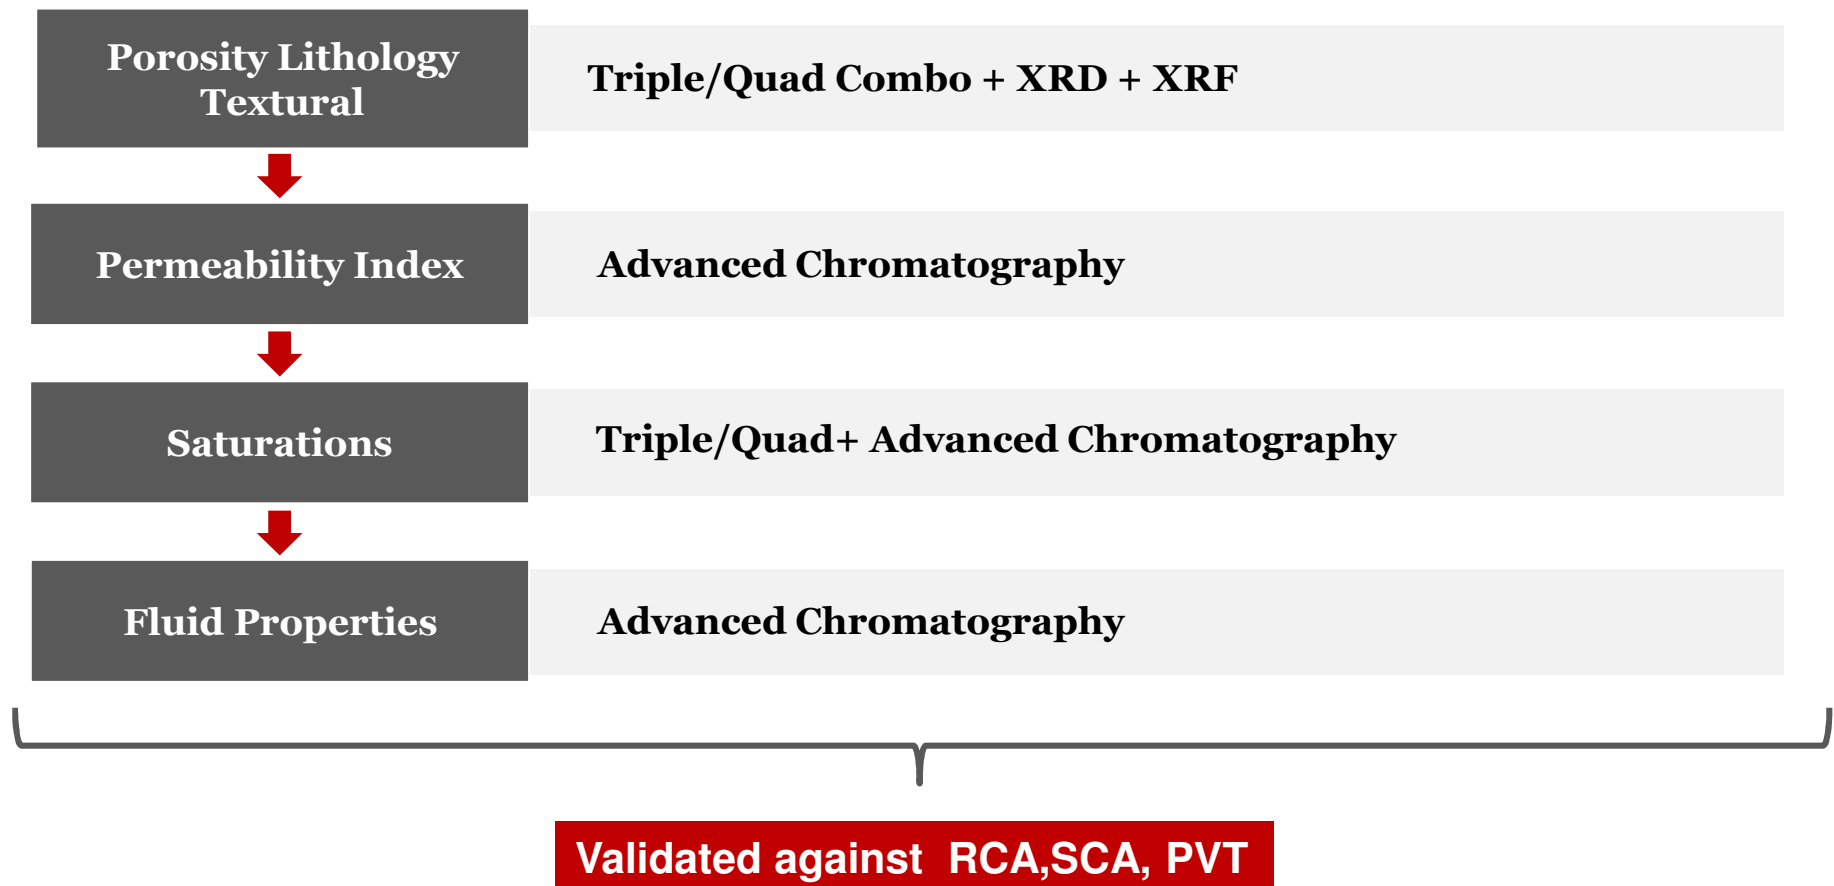 Porosity Lithology
Textural
Triple/Quad Combo + XRD + XRF
Permeability Index
Advanced Chromatography
Saturations
Triple/Quad+ Advanced Chromatography
Fluid Properties
Advanced Chromatography
Validated against  RCA,SCA, PVT